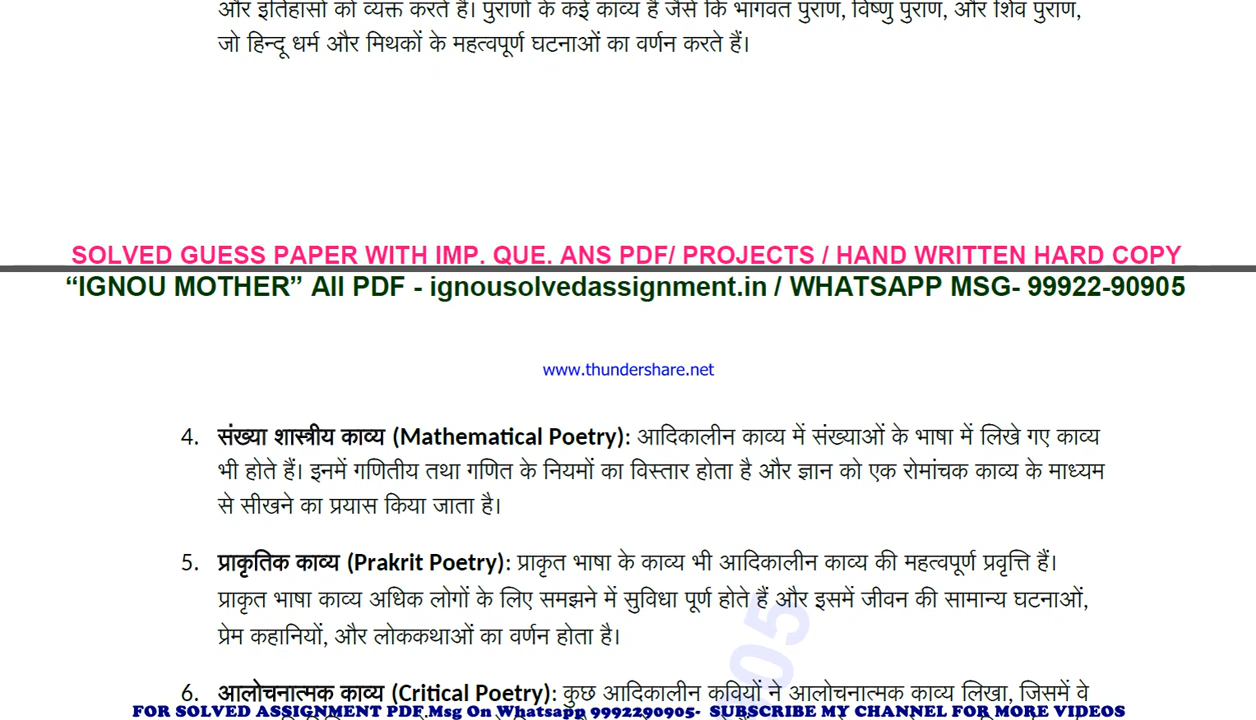 और इतिहासों को व्यक्त करते हैं। पुराणों के कई काव्य हैं जैसे कि भागवत पुराण, विष्णु पुराण, और शिव पुराण,
जो हिन्दू धर्म और मिथकों के महत्वपूर्ण घटनाओं का वर्णन करते हैं।
SOLVED GUESS PAPER WITH IMP. QUE. ANS PDF/ PROJECTS / HAND WRITTEN HARD COPY
“IGNOU MOTHER” All PDF - ignousolvedassignment.in / WHATSAPP MSG- 99922-90905
www.thundershare.net
4. संख्या शास्त्रीय काव्य (Mathematical Poetry): आदिकालीन काव्य में संख्याओं के भाषा में लिखे गए काव्य
भी होते हैं। इनमें गणितीय तथा गणित के नियमों का विस्तार होता है और ज्ञान को एक रोमांचक काव्य के माध्यम
से सीखने का प्रयास किया जाता है।
5. प्राकृतिक काव्य (Prakrit Poetry): प्राकृत भाषा के काव्य भी आदिकालीन काव्य की महत्वपूर्ण प्रवृत्ति हैं।
प्राकृत भाषा काव्य अधिक लोगों के लिए समझने में सुविधा पूर्ण होते हैं और इसमें जीवन की सामान्य घटनाओं,
प्रेम कहानियों, और लोककथाओं का वर्णन होता है।
05
6. आलोचनात्मक काव्य (Critical Poetry): कुछ आदिकालीन कवियों ने आलोचनात्मक काव्य लिखा, जिसमें वे
FOR SOLVED ASSIGNMENT PDF Msg On Whatsapp 9992290905- SUBSCRIBE MY CHANNEL FOR MORE VIDEOS